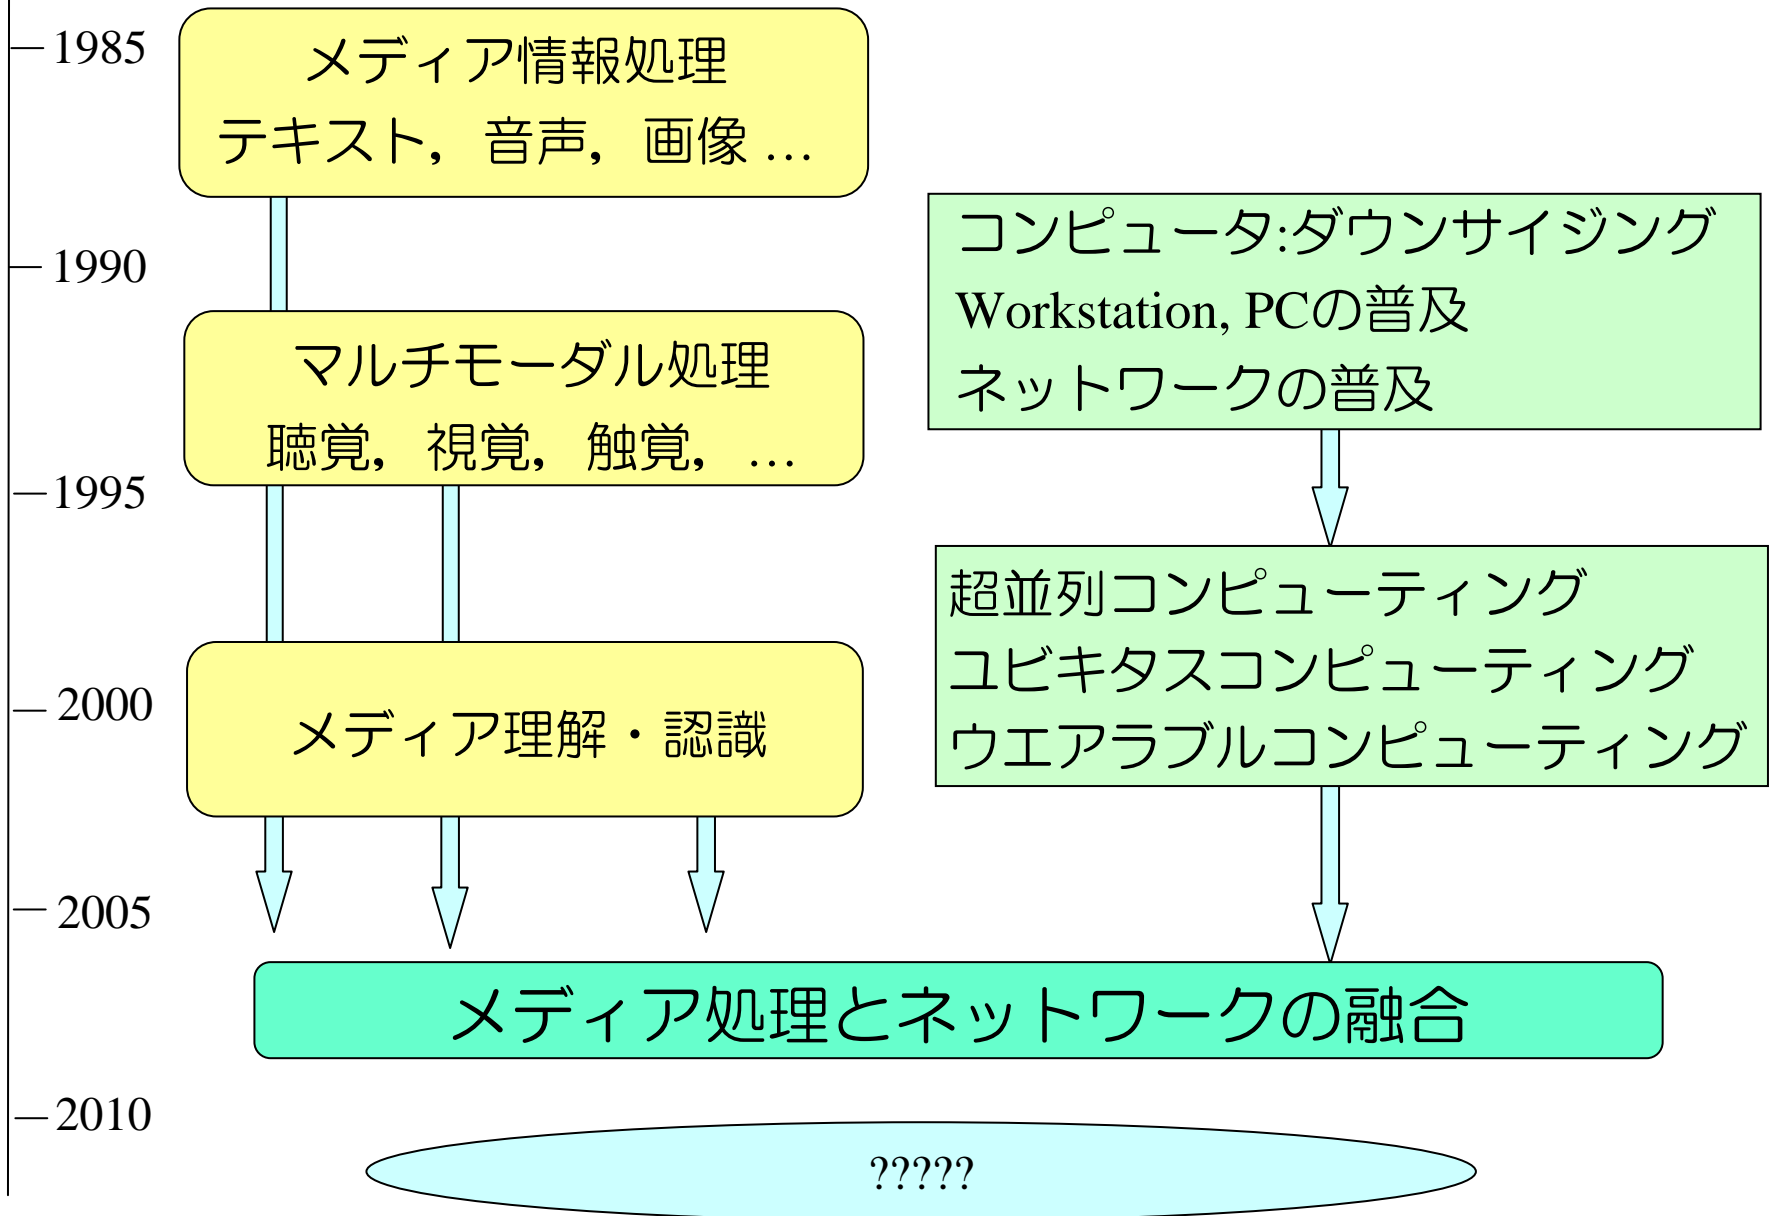 1985
メディア情報処理
テキスト，音声，画像 …
1990
コンピュータ:ダウンサイジング
Workstation, PCの普及
ネットワークの普及
マルチモーダル処理
聴覚，視覚，触覚，…
1995
超並列コンピューティング
ユビキタスコンピューティング
ウエアラブルコンピューティング
2000
メディア理解・認識
2005
メディア処理とネットワークの融合
2010
?????